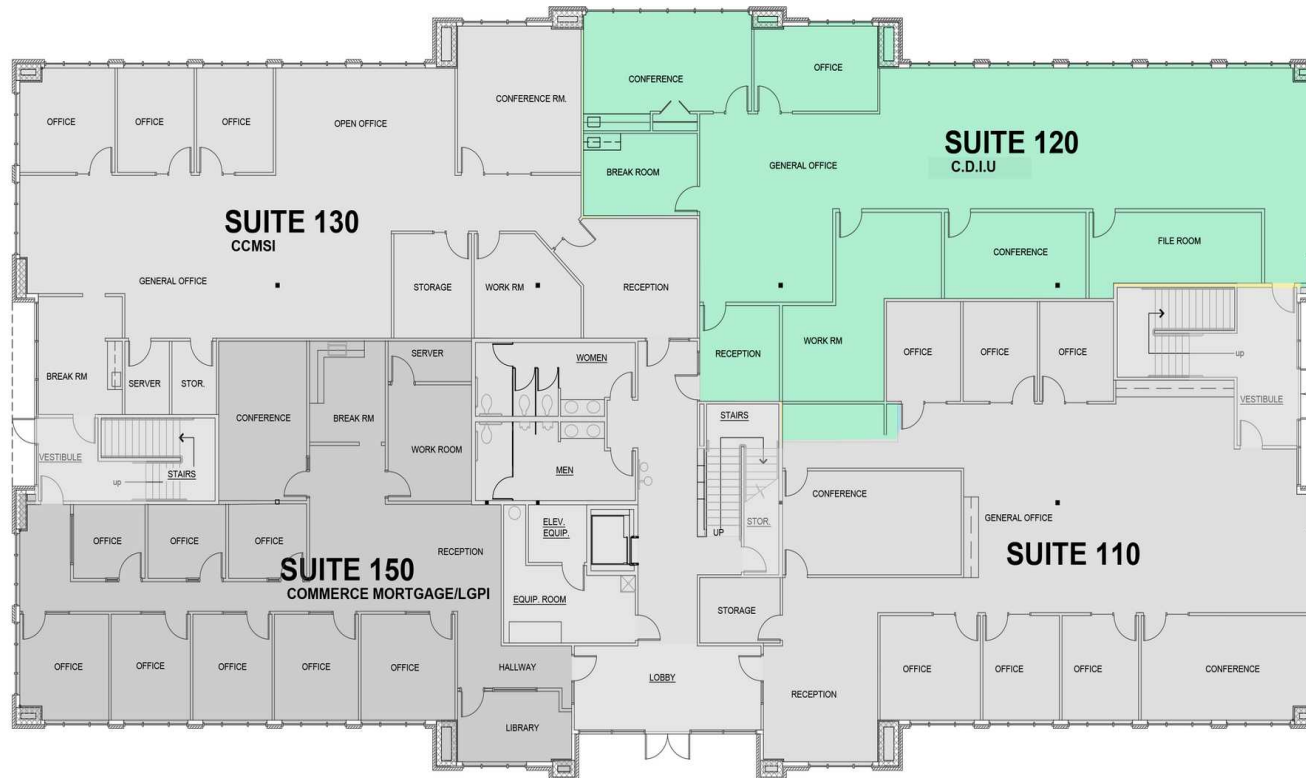 CONFERENCE
OFFICE
OFFICE
OFFICE
OFFICE
OPEN OFFICE
CONFERENCE RM.
SUITE 120
C.D.I.U
GENERAL OFFICE
BREAK ROOM
SUITE 130
CCMSI
GENERAL OFFICE
STORAGE
WORK RM
RECEPTION
CONFERENCE
FILE ROOM
RECEPTION
WORK RM
OFFICE
OFFICE
OFFICE
up
VESTIBULE
BREAK RM
SERVER
STOR.
CONFERENCE
BREAK RM
SERVER
WORK ROOM
WOMEN
MEN
STAIRS
VESTIBULE
up
STAIRS
UP
STOR.
CONFERENCE
GENERAL OFFICE
SUITE 110
OFFICE
OFFICE
OFFICE
RECEPTION
SUITE 150
COMMERCE MORTGAGE/LGPI
ELEV.
EQUIP.
EQUIP. ROOM
STORAGE
OFFICE
OFFICE
OFFICE
OFFICE
OFFICE
HALLWAY
LIBRARY
LOBBY
RECEPTION
OFFICE
OFFICE
OFFICE
CONFERENCE